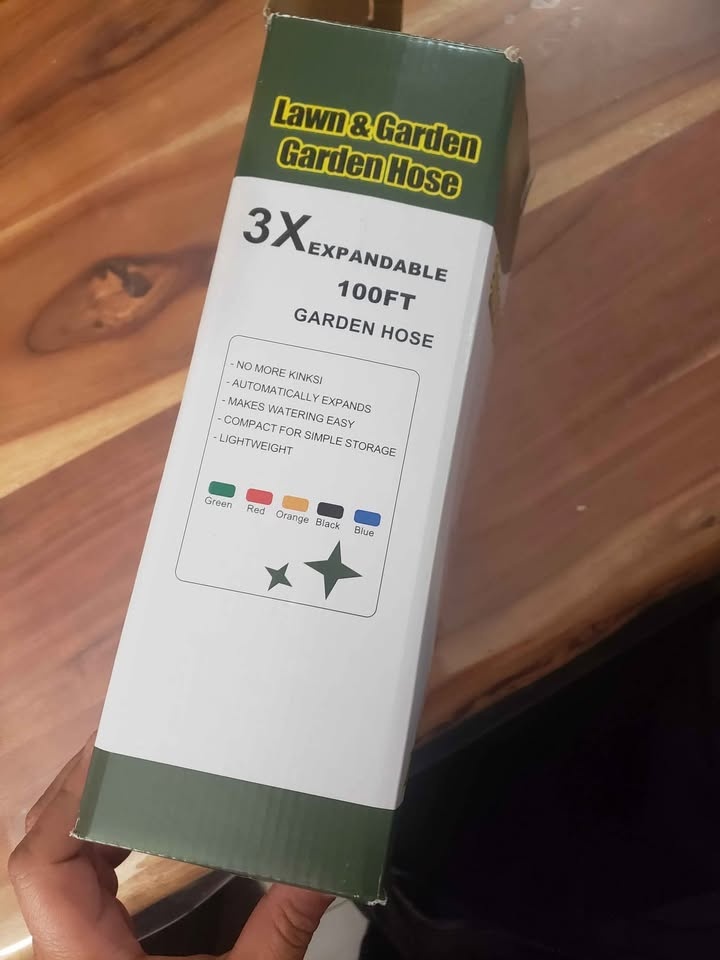 Lawn & Garden
Garden Hose
3X EXPANDABLE
100FT
GARDEN HOSE
- NO MORE KINKS!
- AUTOMATICALLY EXPANDS
- MAKES WATERING EASY
- COMPACT FOR SIMPLE STORAGE
- LIGHTWEIGHT
Green Red Orange Black Blue